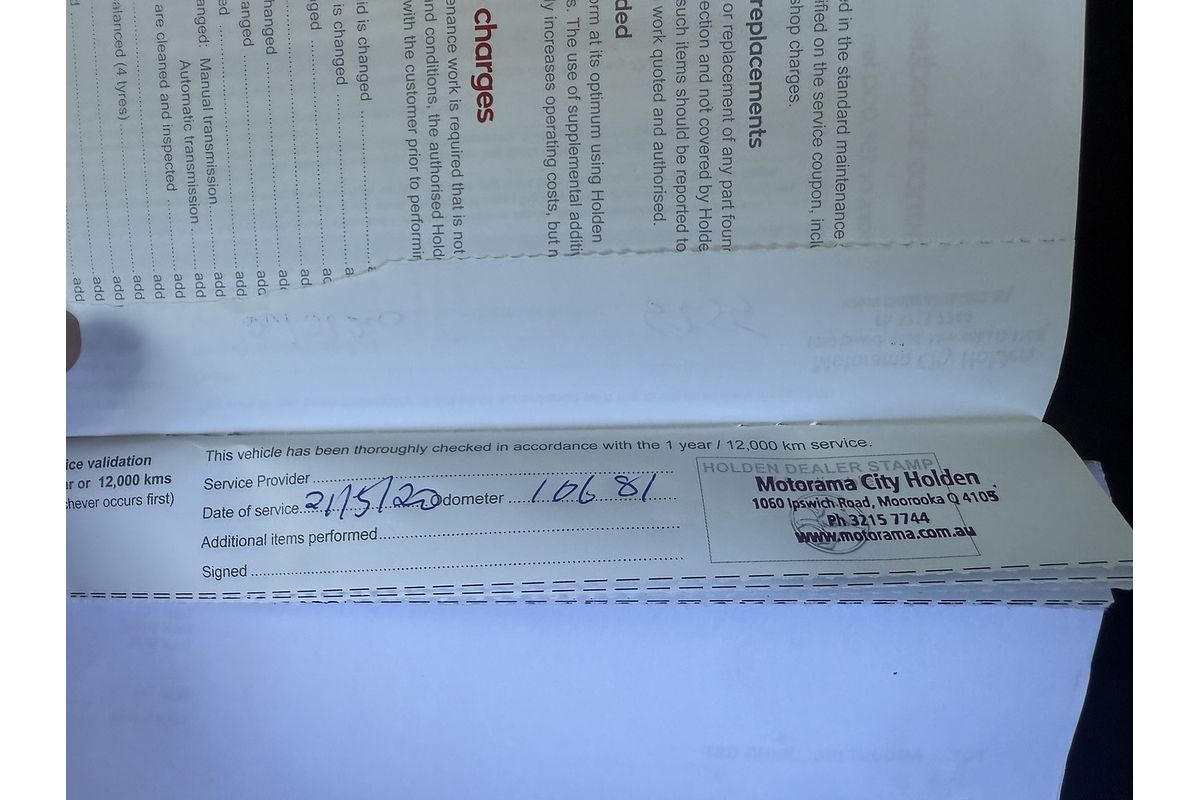 d in the standard maintenance
ified on the service coupon, incl
shop charges.
replacements
or replacement of any part foun
ection and not covered by Holde
such items should be reported to
work quoted and authorised.
ded
orm at its optimum using Holden
s. The use of supplemental additi
ly increases operating costs, but n
charges
enance work is required that is not
and conditions, the authorised Hold
with the customer prior to performin
id is changed
is changed
nged
hanged
anged
ed
anged: Manual transmission
Automatic transmission
are cleaned and inspected
alanced (4 tyres)
add
add
add
add
add
add
add
add
add
add
ice validation
ar or 12,000 kms
hever occurs first)
This vehicle has been thoroughly checked in accordance with the 1 year / 12,000 km service.
Service Provider
Date of service 21/5/20 Odometer 10681
Additional items performed
Signed
HOLDEN DEALER STAMP
Motorama City Holden
1060 Ipswich Road, Moorooka Q 4105
Ph 3215 7744
www.motorama.com.au